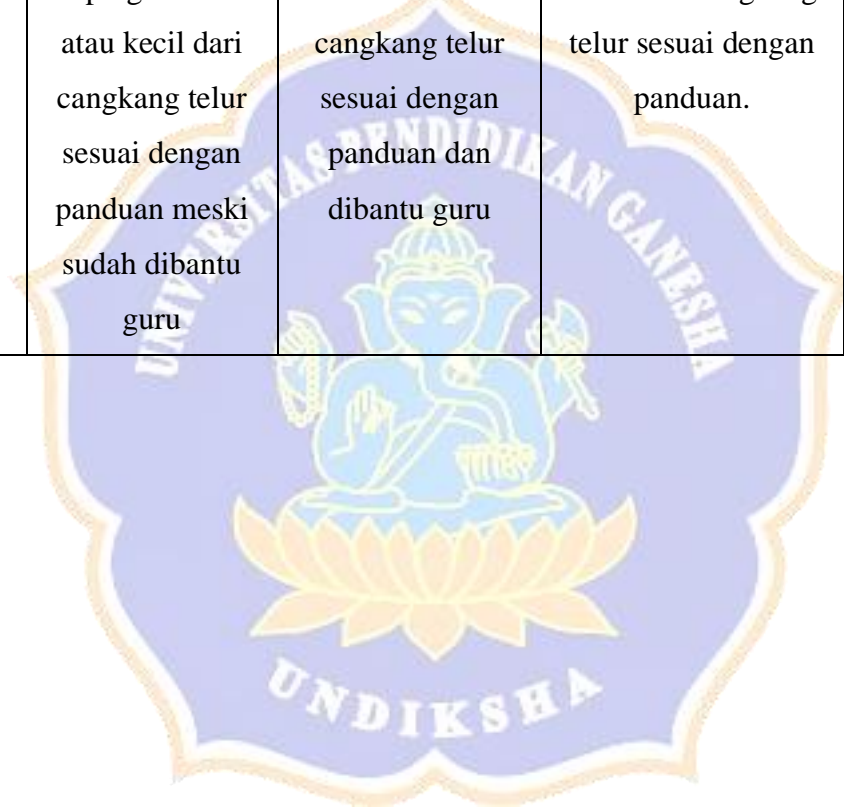 atau kecil dari
cangkang telur
sesuai dengan
panduan meski
sudah dibantu
guru
cangkang telur
sesuai dengan
panduan dan
dibantu guru
telur sesuai dengan
panduan.
UNIVERSITAS PENDIDIKAN GANESHA
UNDIKSHA